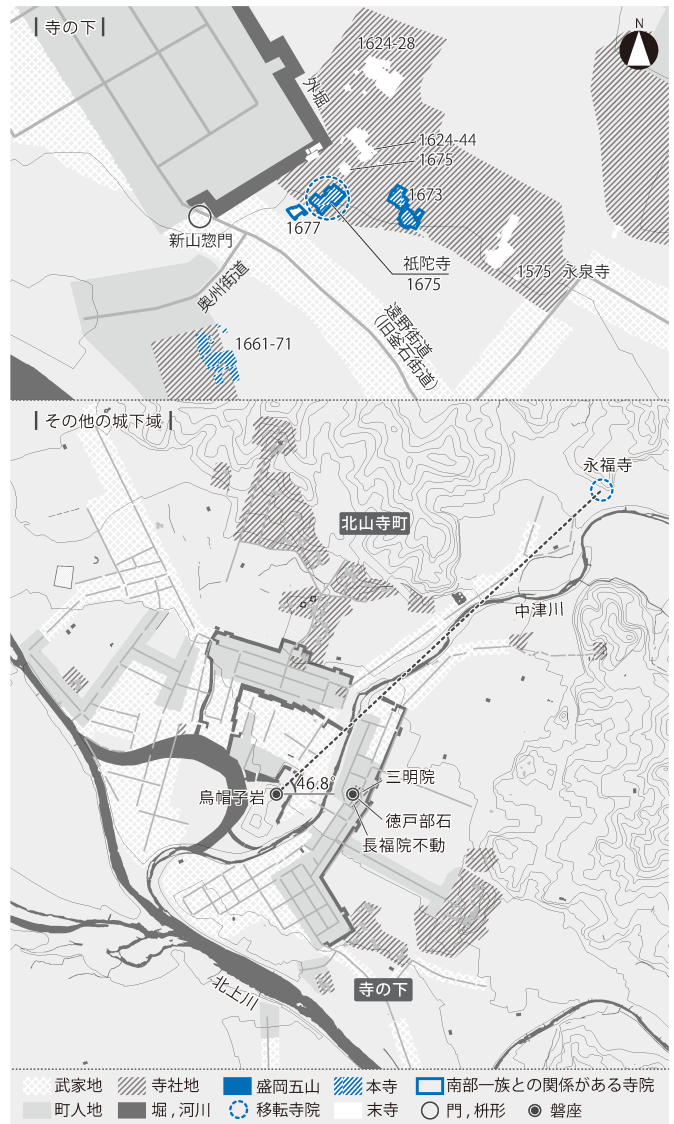 寺の下
N
1624-28
外堀
1624-44
1675
1673
1677
新山惣門
祇陀寺
1675
1575 永泉寺
奥州街道
遠野街道
(旧釜石街道)
1661-71
その他の城下域
永福寺
北山寺町
中津川
46.8°
三明院
烏帽子岩
徳戸部石
長福院不動
北上川
寺の下
武家地
寺社地
盛岡五山
本寺
南部一族との関係がある寺院
町人地
堀,河川
移転寺院
末寺
門,枡形
磐座